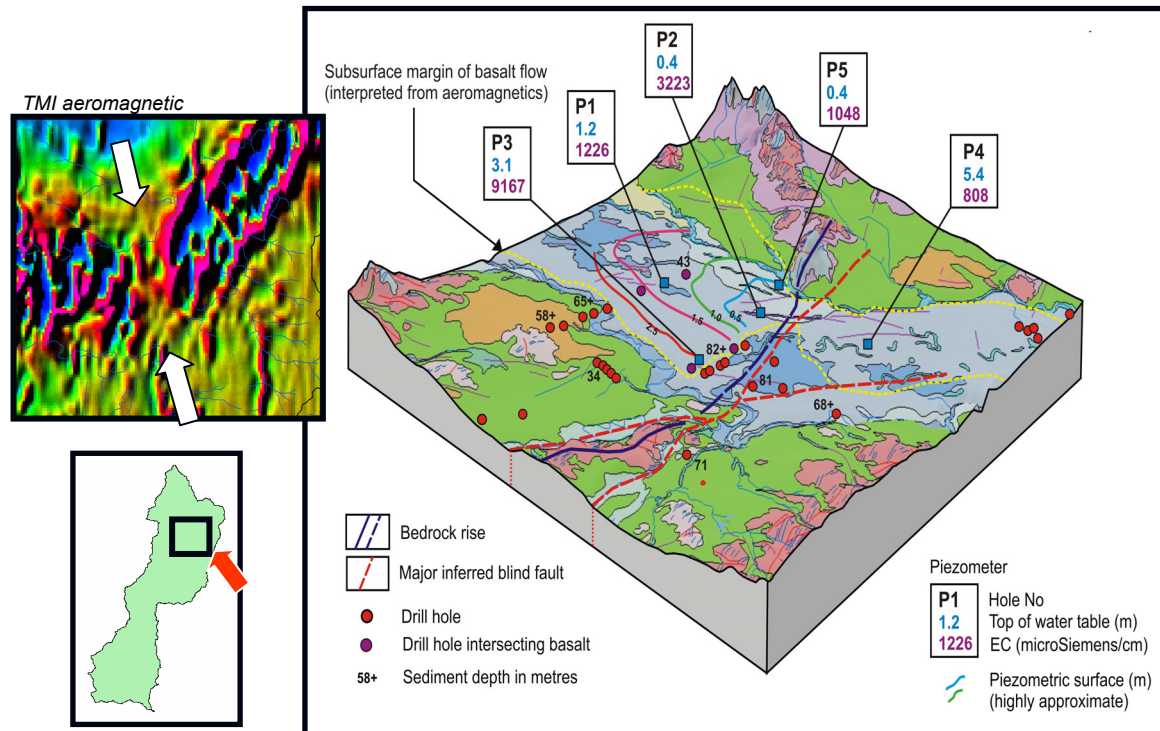 TMI aeromagnetic
Subsurface margin of basalt flow
(interpreted from aeromagnetics)
P3
3.1
9167
P1
1.2
1226
P2
0.4
3223
P5
0.4
1048
P4
5.4
808
43
65+
58+
34
2.5
1.5
1.0
0.5
82+
81
68+
71
Bedrock rise
Major inferred blind fault
Drill hole
Drill hole intersecting basalt
58+ Sediment depth in metres
Piezometer
P1 Hole No
1.2 Top of water table (m)
1226 EC (microSiemens/cm)
Piezometric surface (m)
(highly approximate)